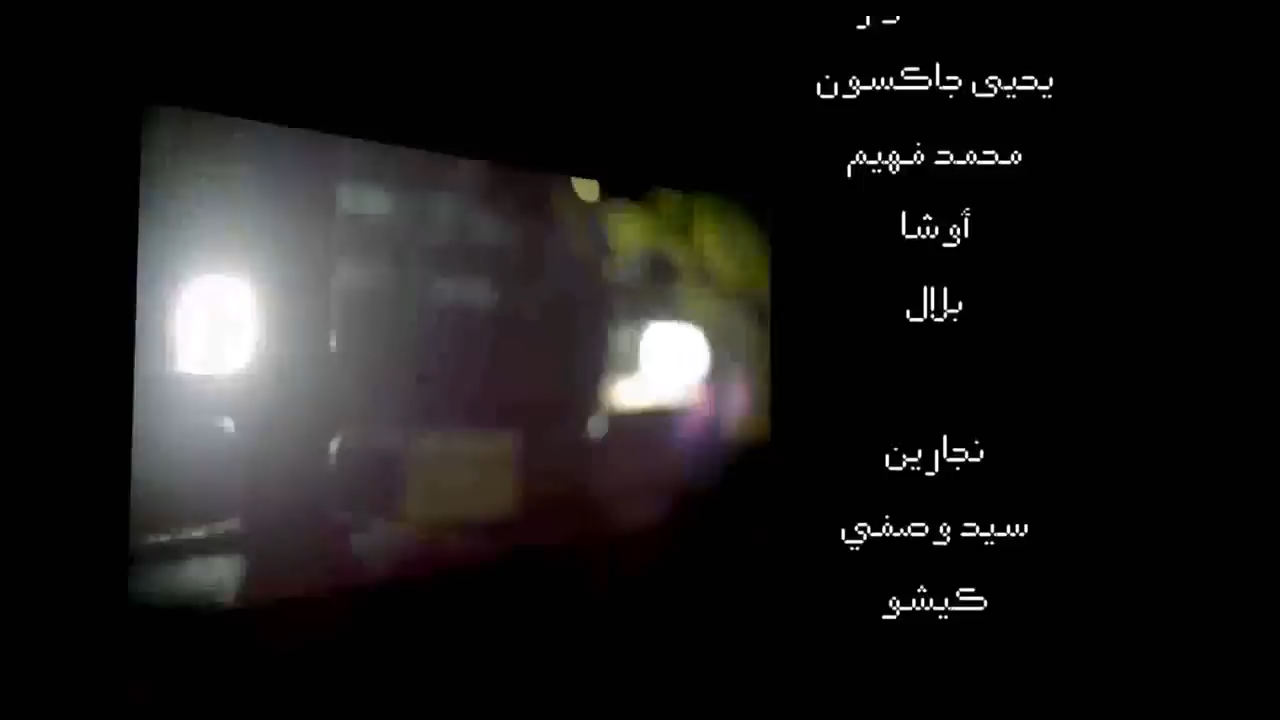 يحيى جاكسون
محمد فهيم
أوشا
بلال
نجارين
سيد وصفي
كيشو